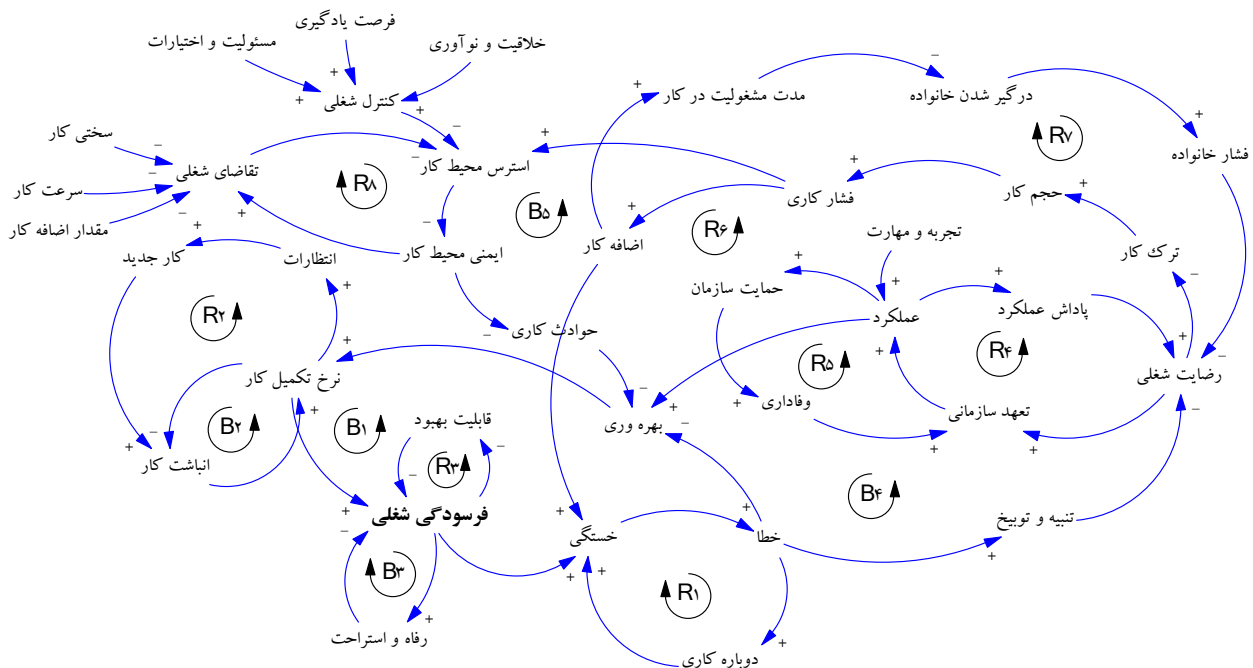 فرصت یادگیری
مسئولیت و اختیارات
خلاقیت و نوآوری
کنترل شغلی
مدت مشغولیت در کار
درگیر شدن خانواده
سختی کار
تقاضای شغلی
استرس محیط کار
R۷
فشار خانواده
سرعت کار
R۸
فشار کاری
حجم کار
B۵
R۶
مقدار اضافه کار
کار جدید
انتظارات
ایمنی محیط کار
اضافه کار
تجربه و مهارت
ترک کار
حمایت سازمان
R۲
حوادث کاری
عملکرد
پاداش عملکرد
R۵
R۴
نرخ تکمیل کار
رضایت شغلی
وفاداری
تعهد سازمانی
B۲
B۱
قابلیت بهبود
بهره وری
انباشت کار
R۳
B۴
فرسودگی شغلی
خستگی
خطا
تنبیه و توبیخ
B۳
R۱
رفاه و استراحت
دوباره کاری